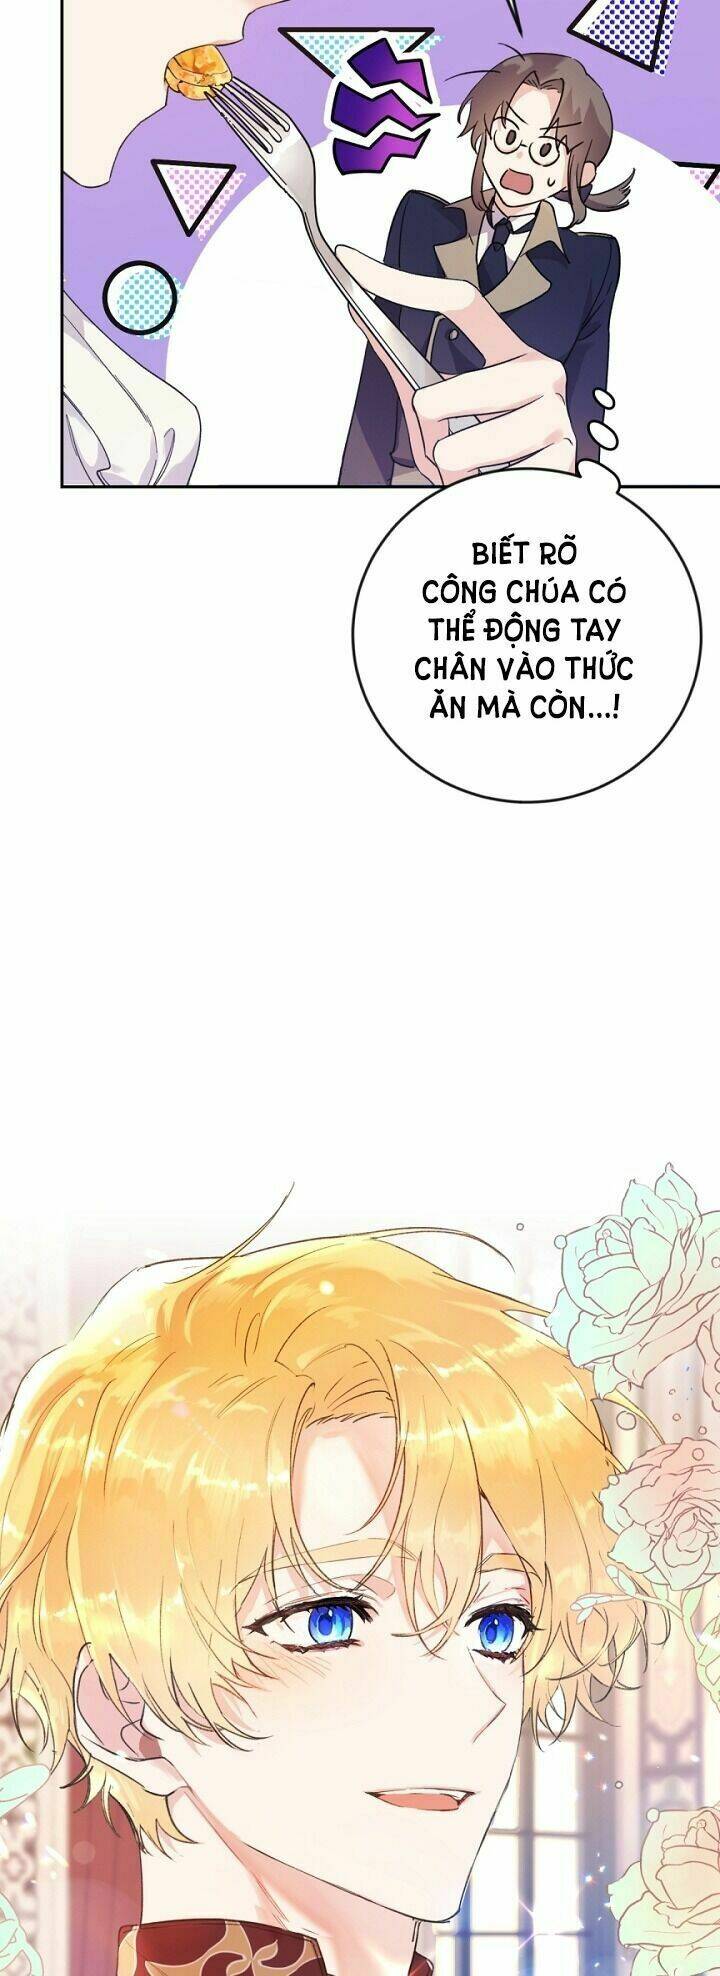 BIẾT RÕ
CÔNG CHÚA CÓ
THỂ ĐỘNG TAY
CHÂN VÀO THỨC
ĂN MÀ CÒN...!